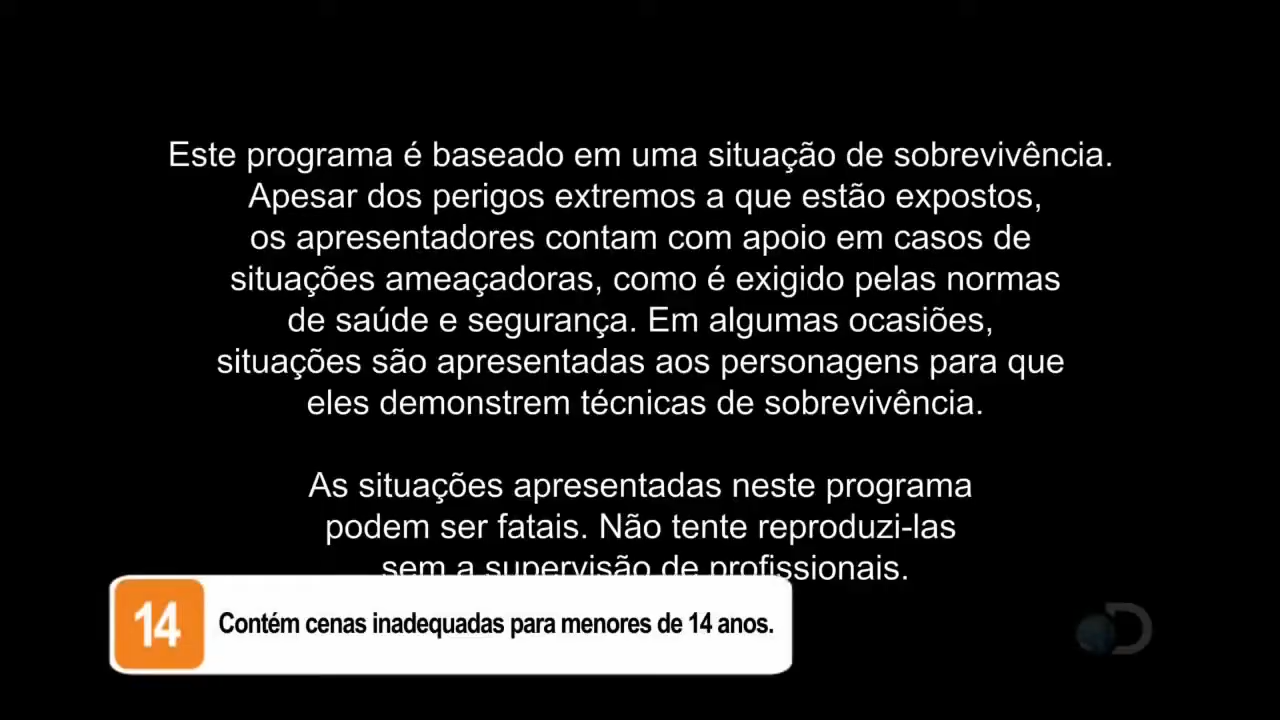 Este programa é baseado em uma situação de sobrevivência.
Apesar dos perigos extremos a que estão expostos,
os apresentadores contam com apoio em casos de
situações ameaçadoras, como é exigido pelas normas
de saúde e segurança. Em algumas ocasiões,
situações são apresentadas aos personagens para que
eles demonstrem técnicas de sobrevivência.
As situações apresentadas neste programa
podem ser fatais. Não tente reproduzi-las
sem a supervisão de profissionais.
14 Contém cenas inadequadas para menores de 14 anos.
D